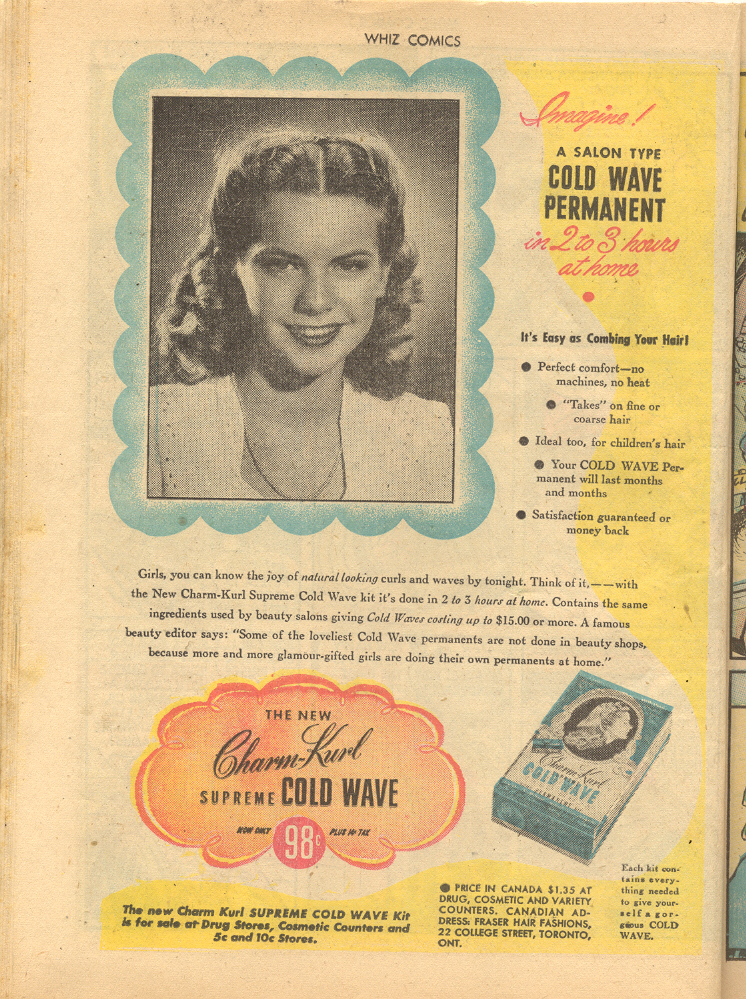 WHIZ COMICS
Imagine!
A SALON TYPE
COLD WAVE
PERMANENT
in 2 to 3 hours
at home
It's Easy as Combing Your Hair!
● Perfect comfort—no
machines, no heat
● "Takes" on fine or
coarse hair
● Ideal too, for children's hair
● Your COLD WAVE Per-
manent will last months
and months
● Satisfaction guaranteed or
money back
Girls, you can know the joy of natural looking curls and waves by tonight. Think of it,——with
the New Charm-Kurl Supreme Cold Wave kit it's done in 2 to 3 hours at home. Contains the same
ingredients used by beauty salons giving Cold Waves costing up to $15.00 or more. A famous
beauty editor says: "Some of the loveliest Cold Wave permanents are not done in beauty shops,
because more and more glamour-gifted girls are doing their own permanents at home."
THE NEW
Charm-Kurl
SUPREME COLD WAVE
NOW ONLY 98c PLUS 14c TAX
Charm-Kurl
COLD WAVE
The new Charm Kurl SUPREME COLD WAVE Kit
is for sale at Drug Stores, Cosmetic Counters and
5c and 10c Stores.
● PRICE IN CANADA $1.35 AT
DRUG, COSMETIC AND VARIETY
COUNTERS. CANADIAN AD-
DRESS: FRASER HAIR FASHIONS,
22 COLLEGE STREET, TORONTO,
ONT.
Each kit con-
tains every-
thing needed
to give your-
self a gor-
geous COLD
WAVE.